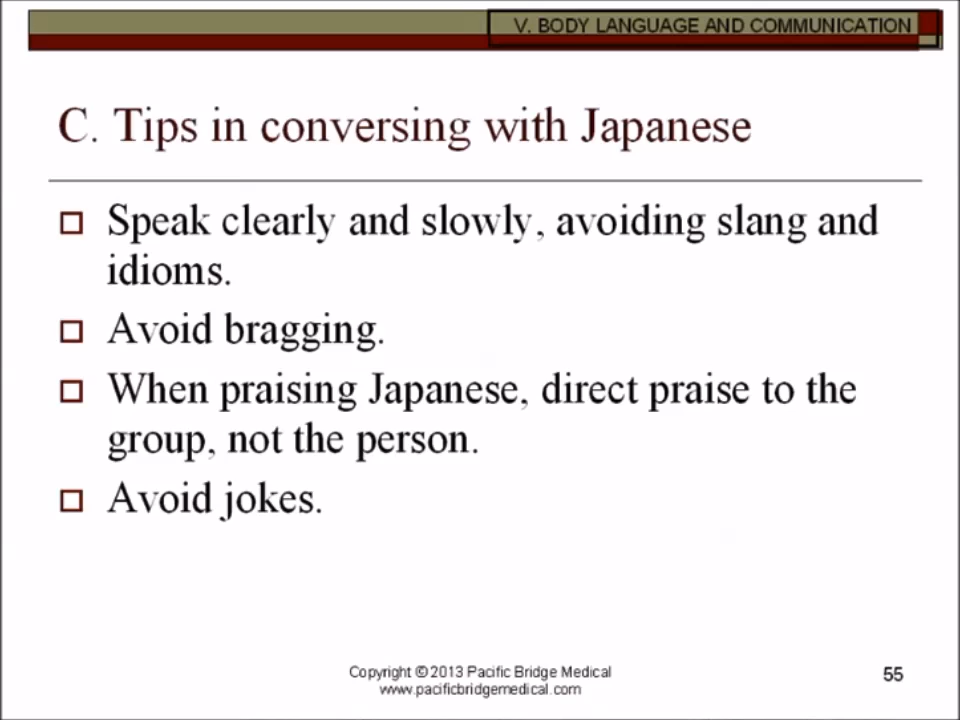 V. BODY LANGUAGE AND COMMUNICATION
C. Tips in conversing with Japanese
Speak clearly and slowly, avoiding slang and
idioms.
Avoid bragging.
When praising Japanese, direct praise to the
group, not the person.
Avoid jokes.
Copyright © 2013 Pacific Bridge Medical
www.pacificbridgemedical.com
55